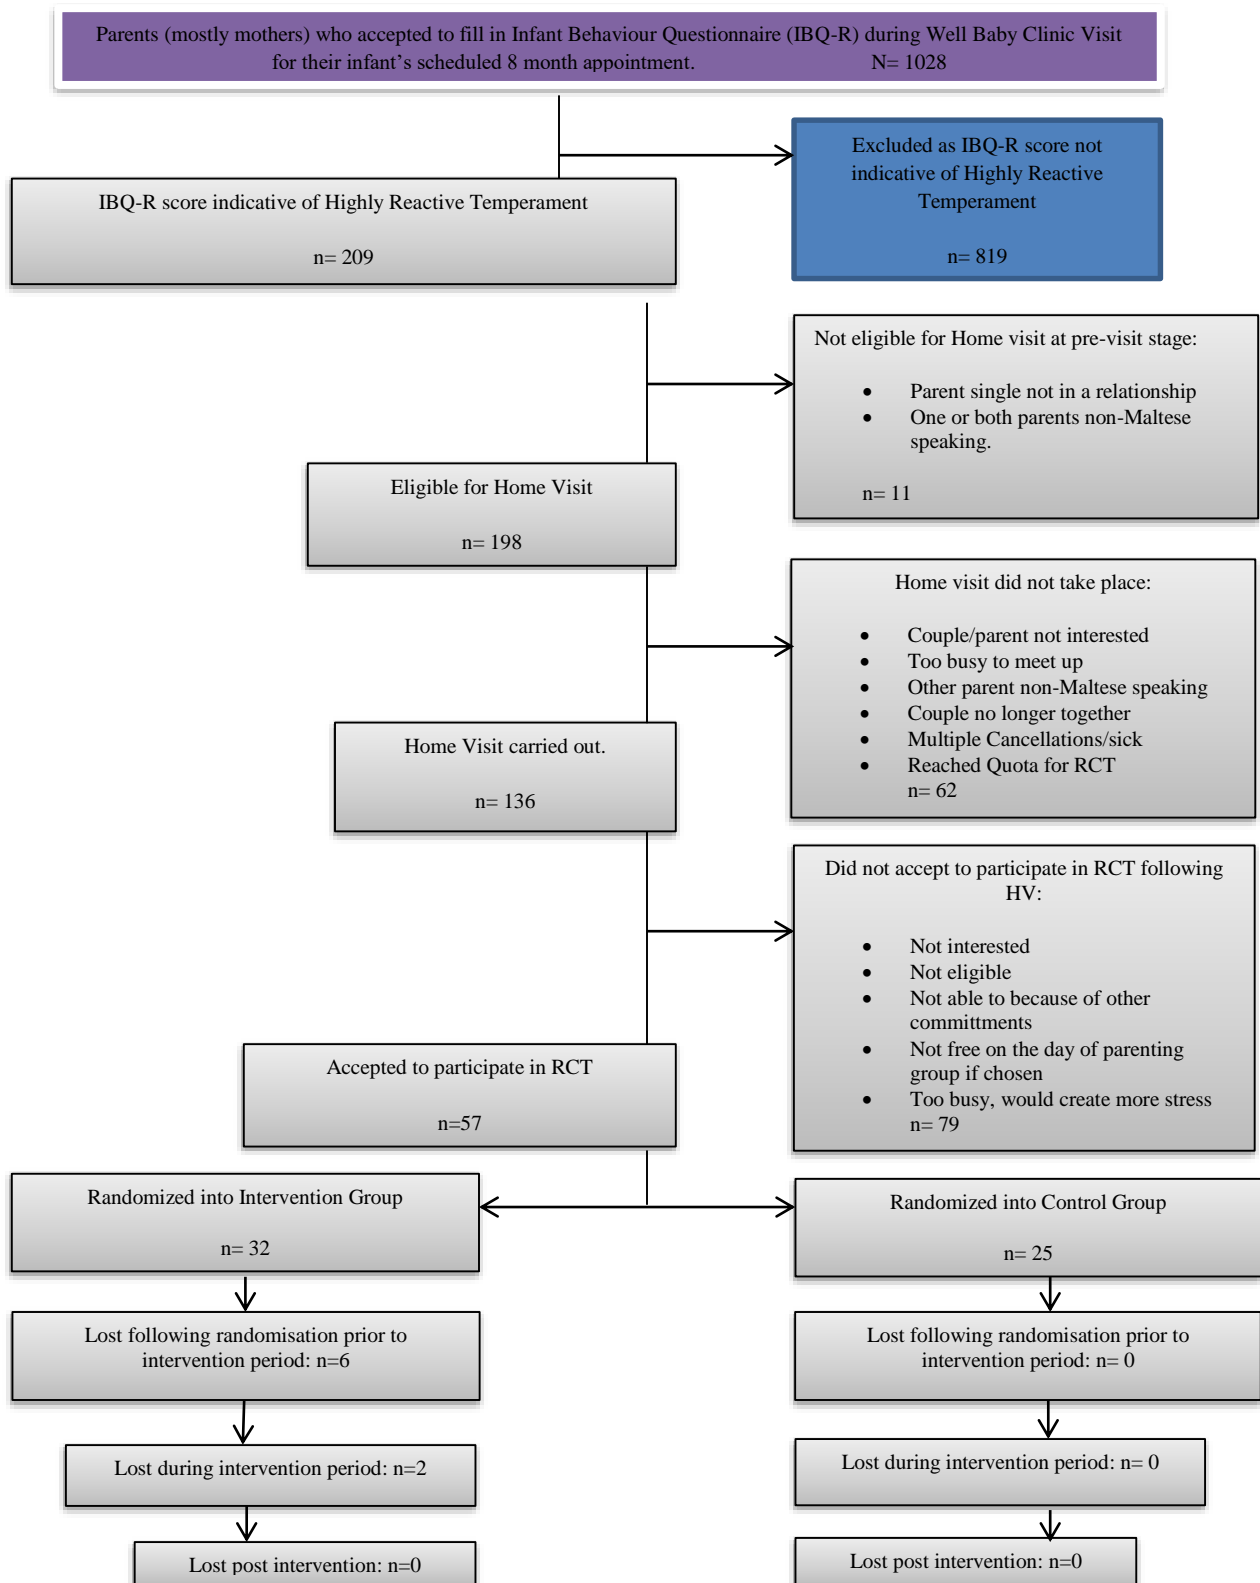 Parents (mostly mothers) who accepted to fill in Infant Behaviour Questionnaire (IBQ-R) during Well Baby Clinic Visit
for their infant's scheduled 8 month appointment. N= 1028
Excluded as IBQ-R score not
indicative of Highly Reactive
Temperament
n= 819
IBQ-R score indicative of Highly Reactive Temperament
n= 209
Not eligible for Home visit at pre-visit stage:
• Parent single not in a relationship
• One or both parents non-Maltese
speaking.
n= 11
Eligible for Home Visit
n= 198
Home visit did not take place:
• Couple/parent not interested
• Too busy to meet up
• Other parent non-Maltese speaking
• Couple no longer together
• Multiple Cancellations/sick
• Reached Quota for RCT
n= 62
Home Visit carried out.
n= 136
Did not accept to participate in RCT following
HV:
• Not interested
• Not eligible
• Not able to because of other
committments
• Not free on the day of parenting
group if chosen
• Too busy, would create more stress
n= 79
Accepted to participate in RCT
n=57
Randomized into Intervention Group
n= 32
Randomized into Control Group
n= 25
Lost following randomisation prior to
intervention period: n=6
Lost following randomisation prior to
intervention period: n= 0
Lost during intervention period: n=2
Lost during intervention period: n= 0
Lost post intervention: n=0
Lost post intervention: n=0